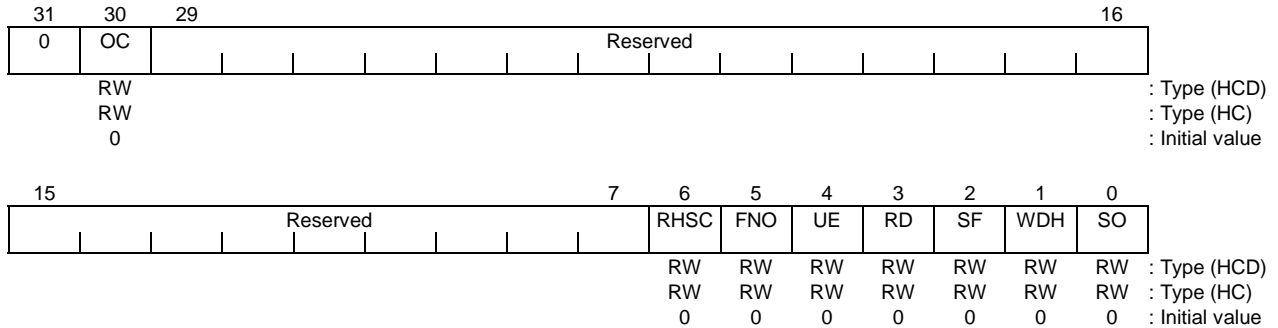 31 30 29 16
0 OC Reserved
RW : Type (HCD)
RW : Type (HC)
0 : Initial value
15 7 6 5 4 3 2 1 0
Reserved RHSC FNO UE RD SF WDH SO
RW RW RW RW RW RW RW : Type (HCD)
RW RW RW RW RW RW RW : Type (HC)
0 0 0 0 0 0 0 : Initial value